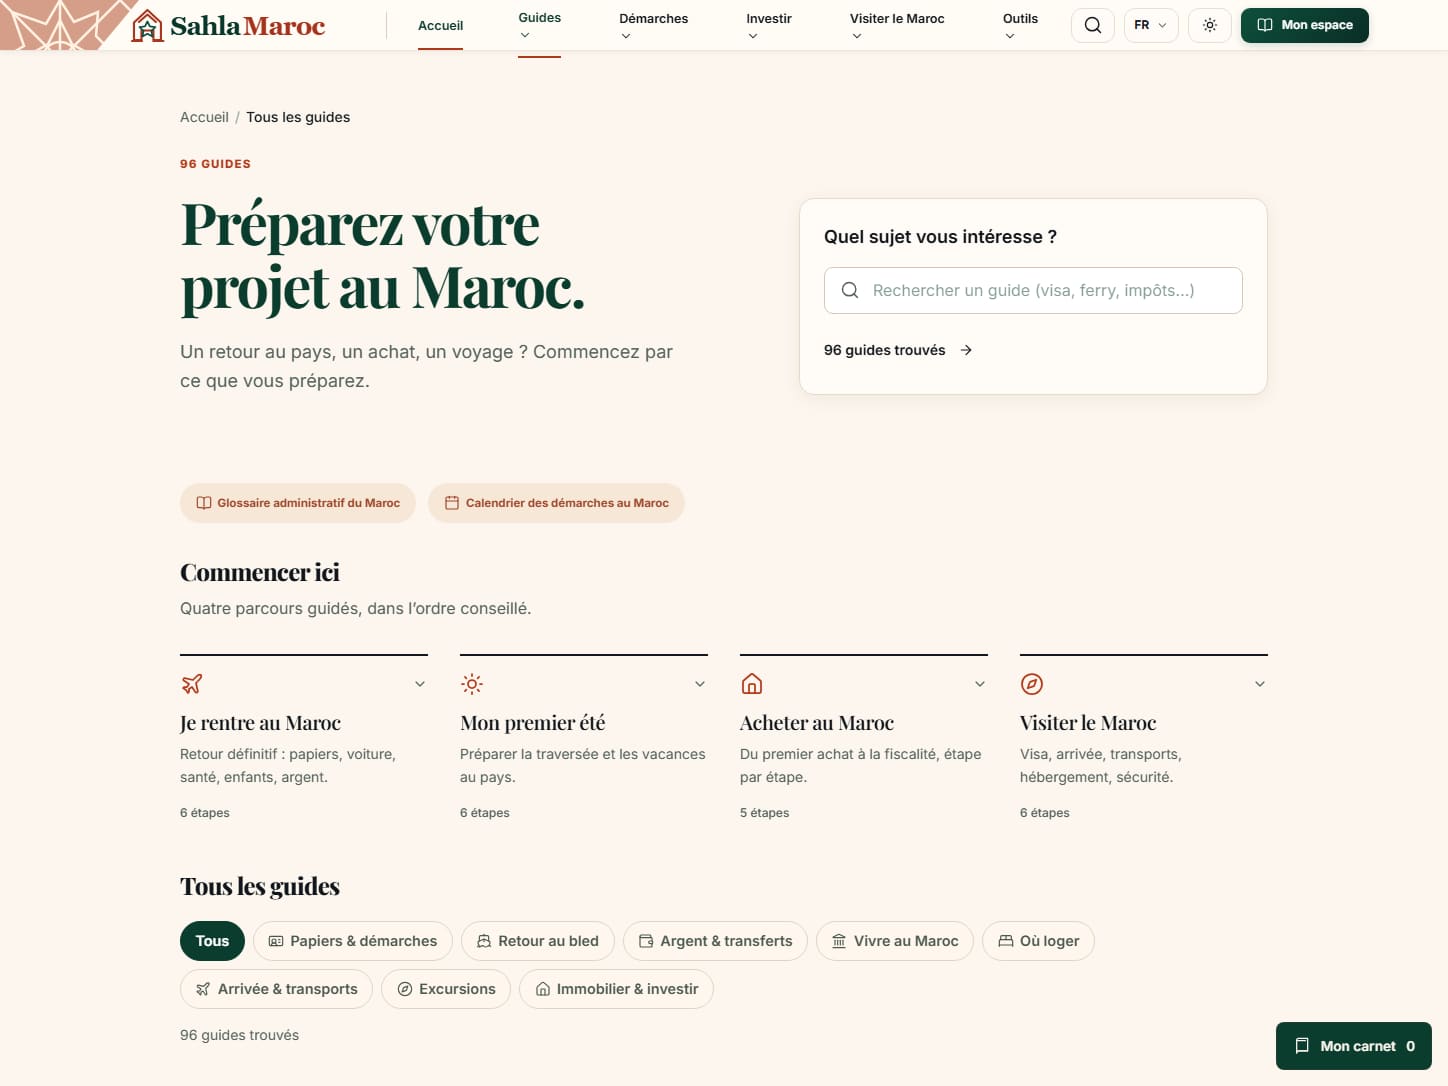 Sahla Maroc
Accueil
Guides
Démarches
Investir
Visiter le Maroc
Outils
FR
Mon espace
Accueil / Tous les guides
96 GUIDES
Préparez votre
projet au Maroc.
Un retour au pays, un achat, un voyage ? Commencez par
ce que vous préparez.
Quel sujet vous intéresse ?
Rechercher un guide (visa, ferry, impôts...)
96 guides trouvés
Glossaire administratif du Maroc
Calendrier des démarches au Maroc
Commencer ici
Quatre parcours guidés, dans l’ordre conseillé.
Je rentre au Maroc
Retour définitif : papiers, voiture,
santé, enfants, argent.
6 étapes
Mon premier été
Préparer la traversée et les vacances
au pays.
6 étapes
Acheter au Maroc
Du premier achat à la fiscalité, étape
par étape.
5 étapes
Visiter le Maroc
Visa, arrivée, transports,
hébergement, sécurité.
6 étapes
Tous les guides
Tous
Papiers & démarches
Retour au bled
Argent & transferts
Vivre au Maroc
Où loger
Arrivée & transports
Excursions
Immobilier & investir
96 guides trouvés
Mon carnet 0